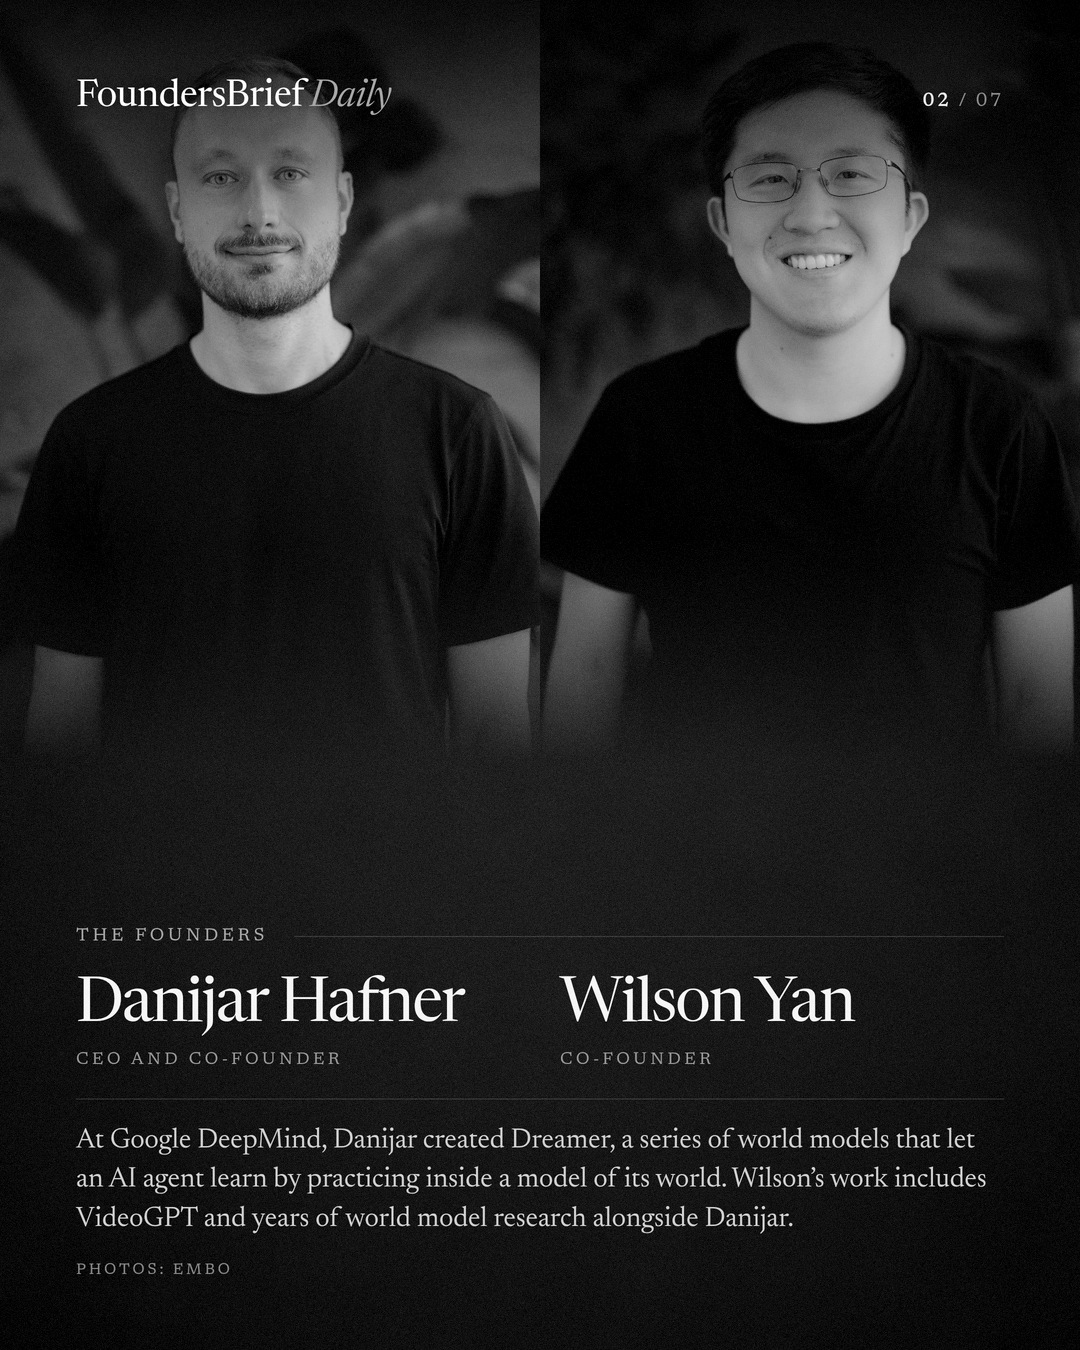 FoundersBrief Daily
02 / 07
THE FOUNDERS
Danijar Hafner
CEO AND CO-FOUNDER
Wilson Yan
CO-FOUNDER
At Google DeepMind, Danijar created Dreamer, a series of world models that let
an AI agent learn by practicing inside a model of its world. Wilson’s work includes
VideoGPT and years of world model research alongside Danijar.
PHOTOS: EMBO